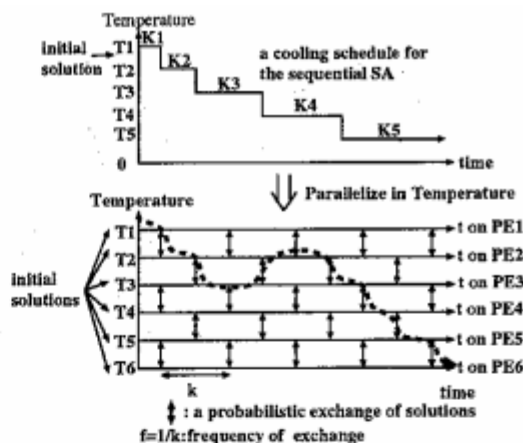 Temperature
K1
initial
solution
T1
T2
T3
T4
T5
0
K2
K3
K4
K5
a cooling schedule for
the sequential SA
time
Parallelize in Temperature
Temperature
initial
solutions
T1
T2
T3
T4
T5
T6
t on PE1
t on PE2
t on PE3
t on PE4
t on PE5
t on PE6
k
time
: a probabilistic exchange of solutions
f=1/k:frequency of exchange